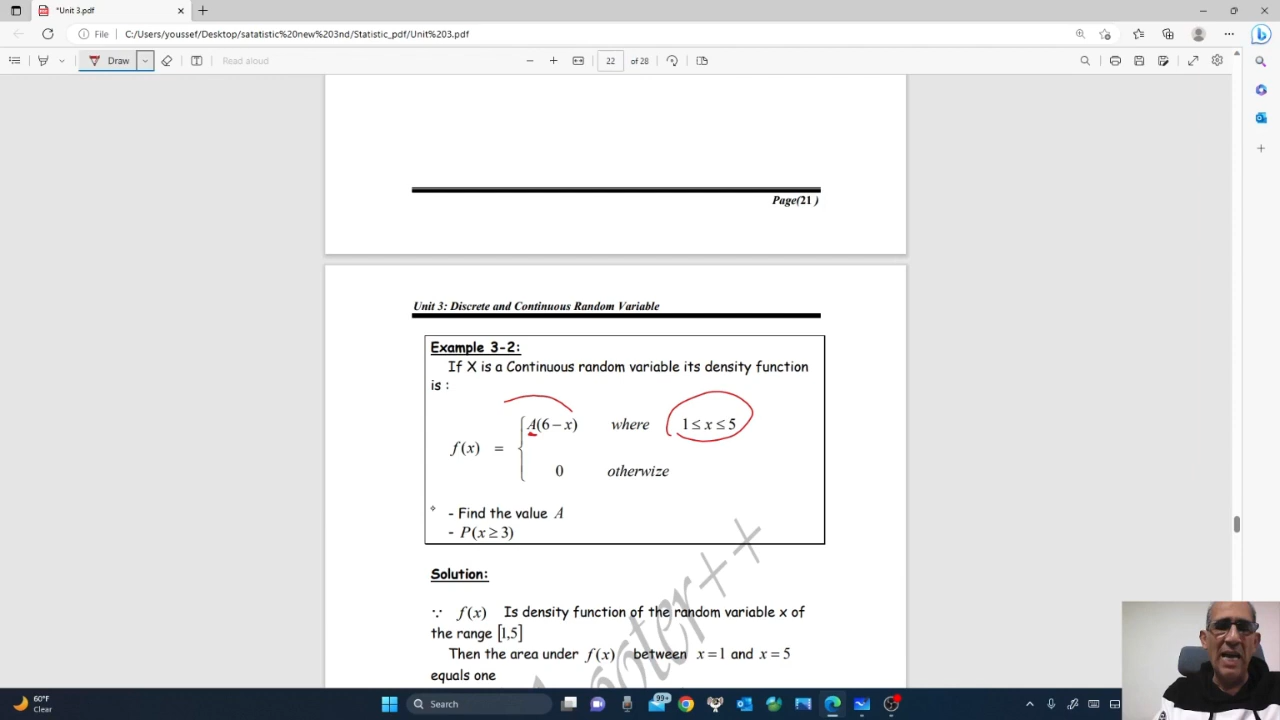 *Unit 3.pdf
File C:/Users/youssef/Desktop/satatistic%20new%203nd/Statistic_pdf/Unit%203.pdf
Draw Read aloud 22 of 28
Page(21 )
Unit 3: Discrete and Continuous Random Variable
Example 3-2:
If X is a Continuous random variable its density function
is :
A(6 − x) where 1 ≤ x ≤ 5
f(x) =
0 otherwize
- Find the value A
- P(x ≥ 3)
Solution:
∵ f(x) Is density function of the random variable x of
the range [1,5]
Then the area under f(x) between x = 1 and x = 5
equals one
60°F
Clear
Search
99+